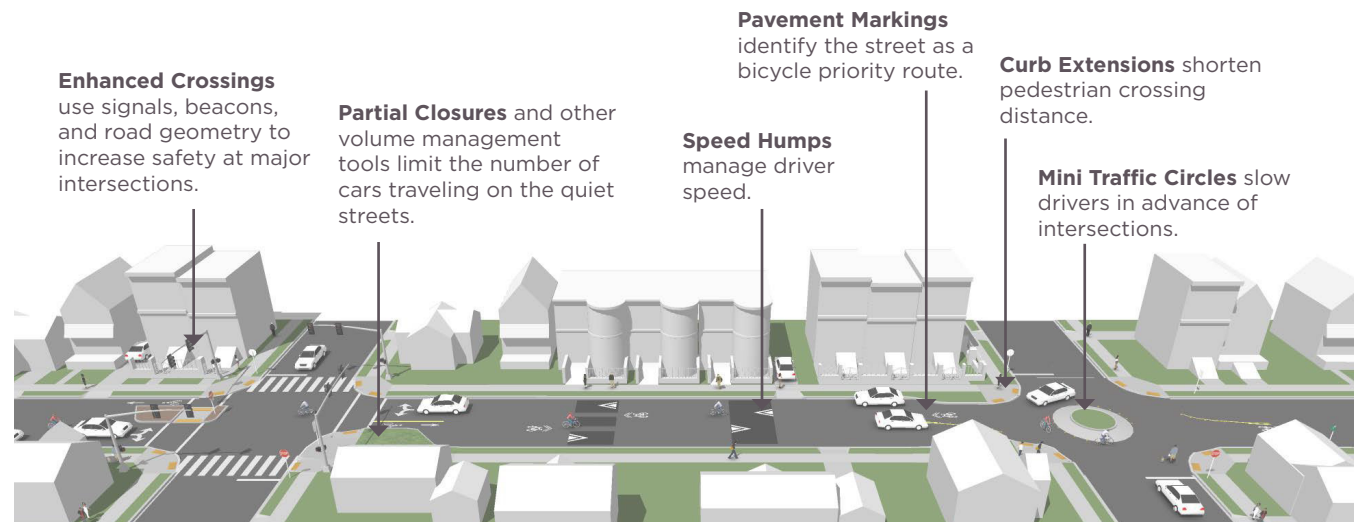 Enhanced Crossings
use signals, beacons,
and road geometry to
increase safety at major
intersections.
Partial Closures and other
volume management
tools limit the number of
cars traveling on the quiet
streets.
Speed Humps
manage driver
speed.
Pavement Markings
identify the street as a
bicycle priority route.
Curb Extensions shorten
pedestrian crossing
distance.
Mini Traffic Circles slow
drivers in advance of
intersections.